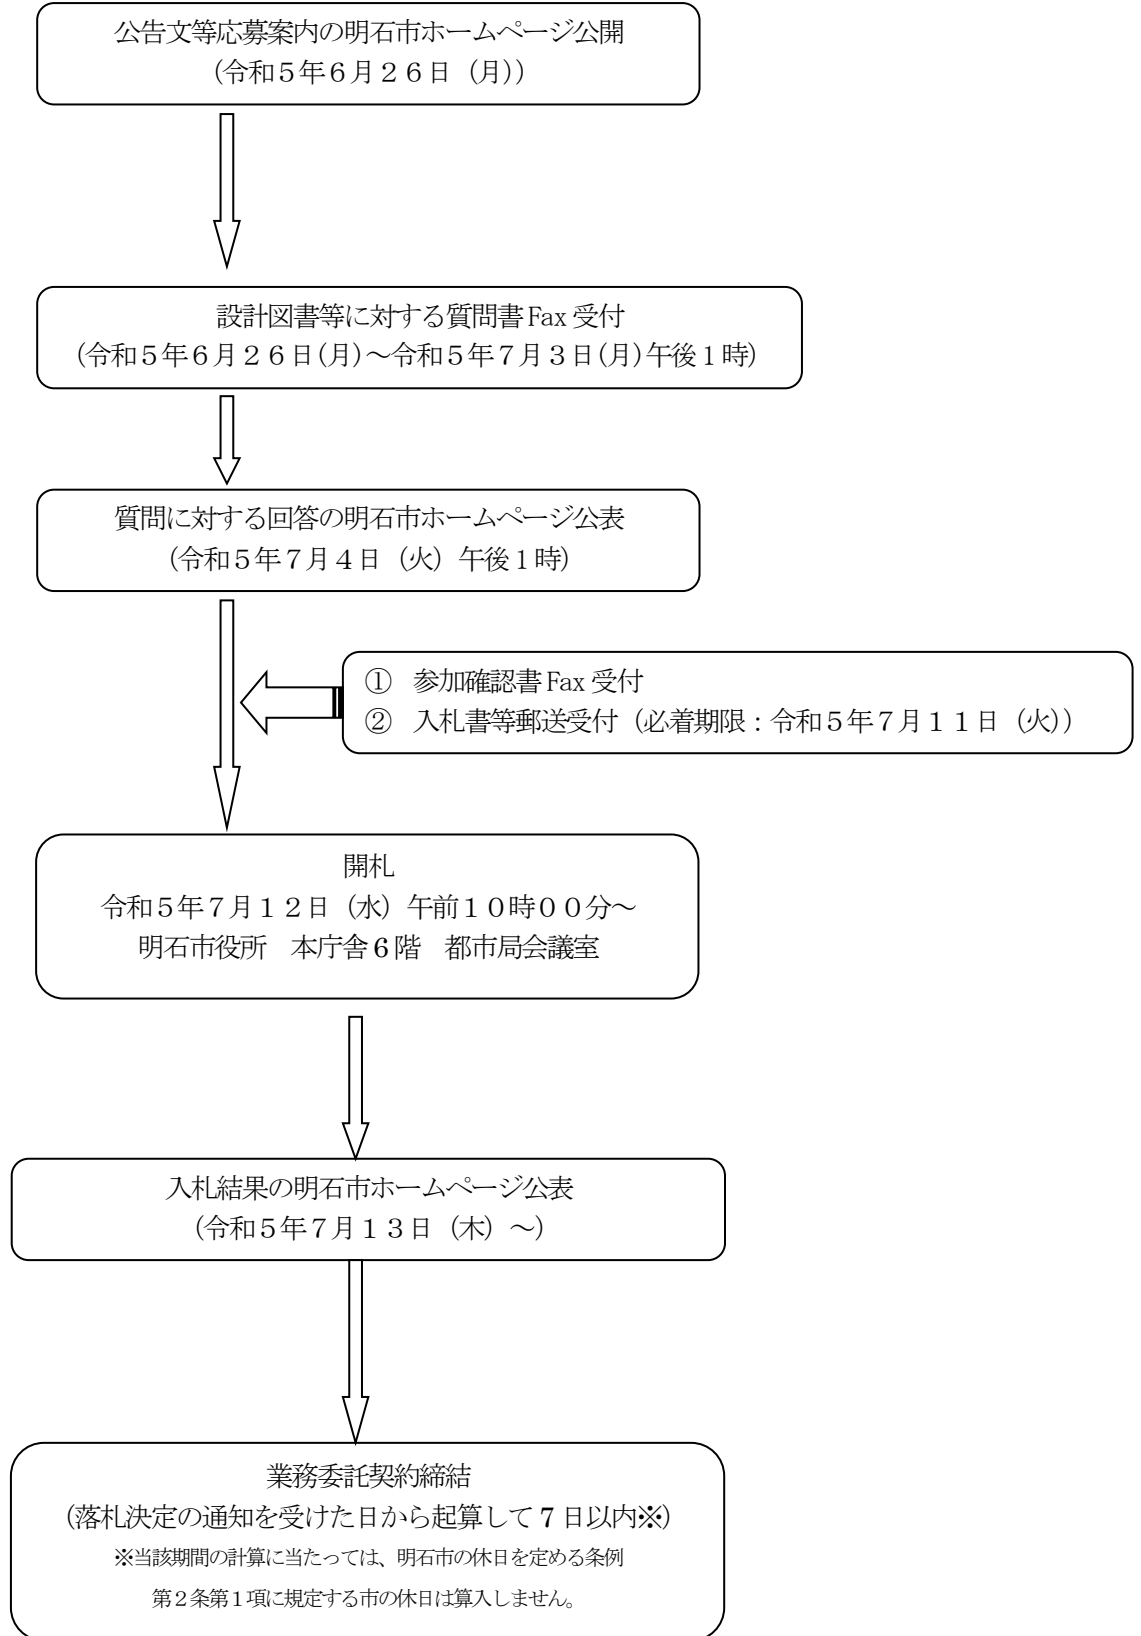 公告文等応募案内の明石市ホームページ公開
(令和５年６月２６日（月））
設計図書等に対する質問書 Fax 受付
（令和５年６月２６日(月)～令和５年７月３日(月)午後１時）
質問に対する回答の明石市ホームページ公表
（令和５年７月４日（火）午後１時）
① 参加確認書 Fax 受付
② 入札書等郵送受付（必着期限：令和５年７月１１日（火））
開札
令和５年７月１２日（水）午前１０時００分～
明石市役所　本庁舎６階　都市局会議室
入札結果の明石市ホームページ公表
（令和５年７月１３日（木）～）
業務委託契約締結
（落札決定の通知を受けた日から起算して７日以内※）
※当該期間の計算に当たっては、明石市の休日を定める条例
第２条第１項に規定する市の休日は算入しません。